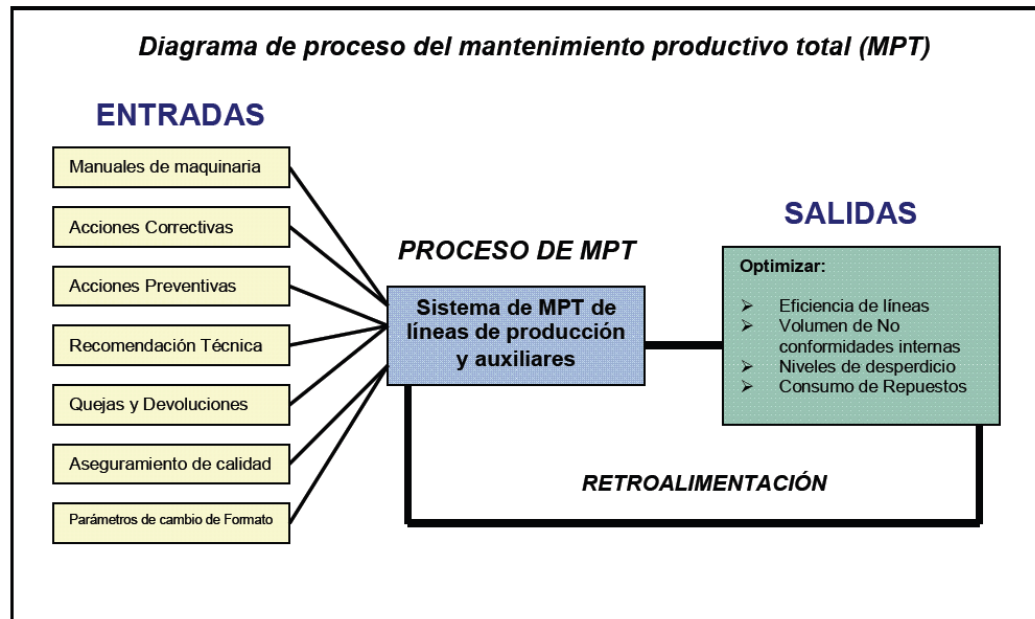 Diagrama de proceso del mantenimiento productivo total (MPT)
ENTRADAS
Manuales de maquinaria
Acciones Correctivas
Acciones Preventivas
Recomendación Técnica
Quejas y Devoluciones
Aseguramiento de calidad
Parámetros de cambio de Formato
PROCESO DE MPT
Sistema de MPT de
líneas de producción
y auxiliares
SALIDAS
Optimizar:
Eficiencia de líneas
Volumen de No
conformidades internas
Niveles de desperdicio
Consumo de Repuestos
RETROALIMENTACIÓN